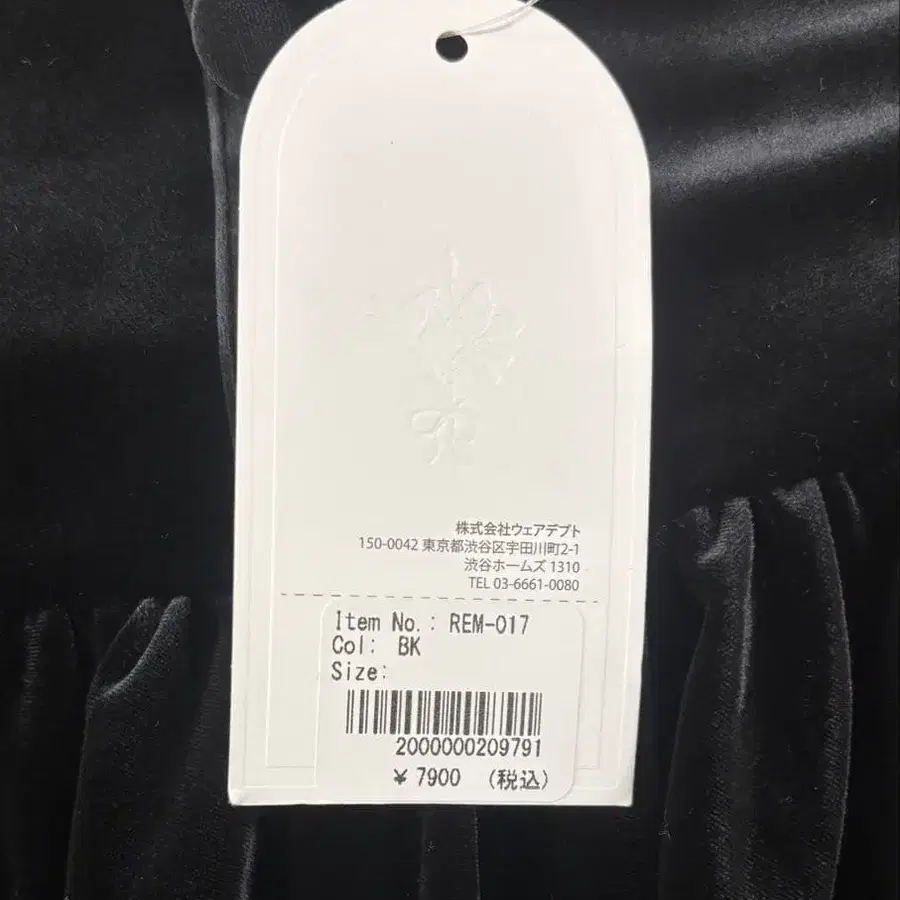 株式会社ウェアデプト
150-0042 東京都渋谷区宇田川町2-1
渋谷ホームズ 1310
TEL 03-6661-0080
Item No.: REM-017
Col: BK
Size:
2000000209791
¥ 7900 (税込)